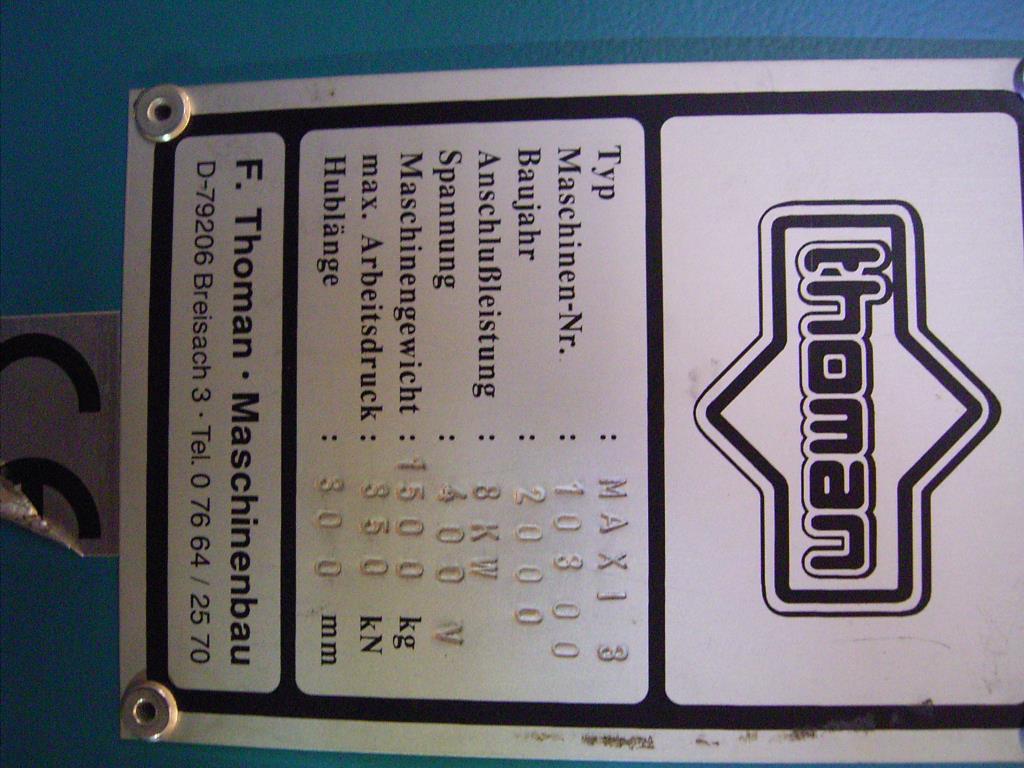 thoman
Typ : MAXI 3
Maschinen-Nr. : 10300
Baujahr : 2000
Anschlußleistung : 8 KW
Spannung : 400 V
Maschinengewicht : 1500 kg
max. Arbeitsdruck : 350 kN
Hublänge : 300 mm
F. Thoman · Maschinenbau
D-79206 Breisach 3 · Tel. 0 76 64 / 25 70
CE